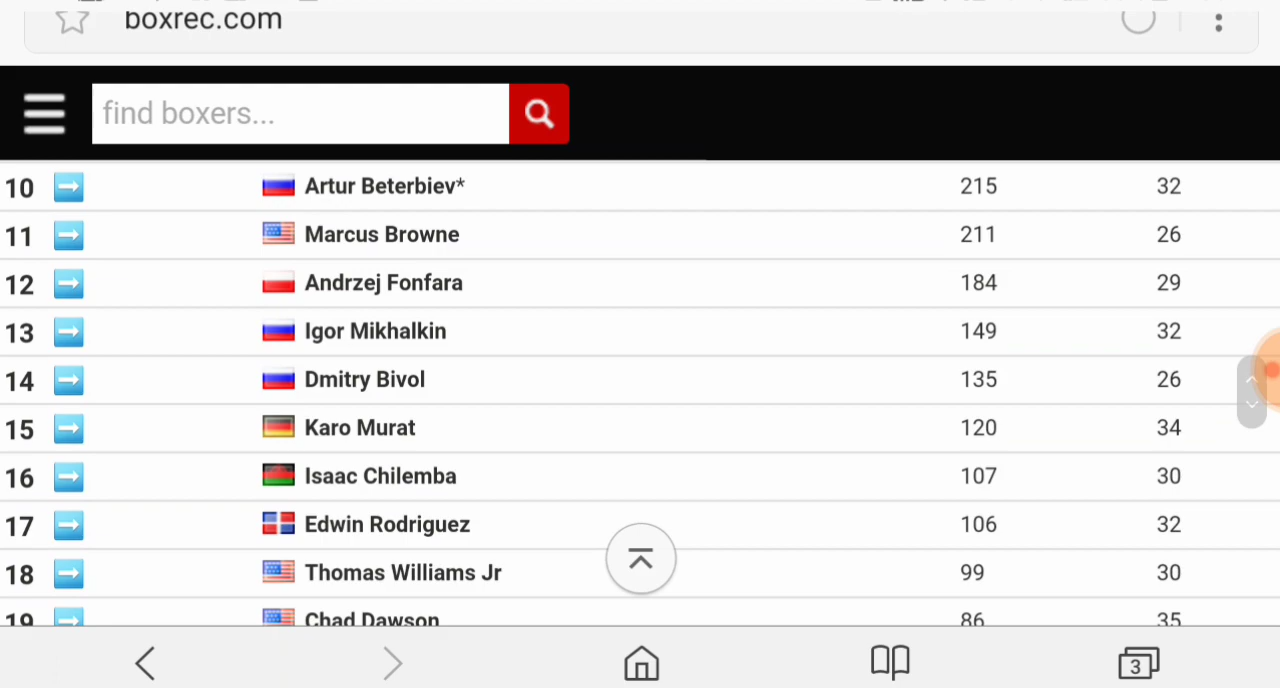 boxrec.com
find boxers...
10 Artur Beterbiev* 215 32
11 Marcus Browne 211 26
12 Andrzej Fonfara 184 29
13 Igor Mikhalkin 149 32
14 Dmitry Bivol 135 26
15 Karo Murat 120 34
16 Isaac Chilemba 107 30
17 Edwin Rodriguez 106 32
18 Thomas Williams Jr 99 30
19 Chad Dawson 86 35
3